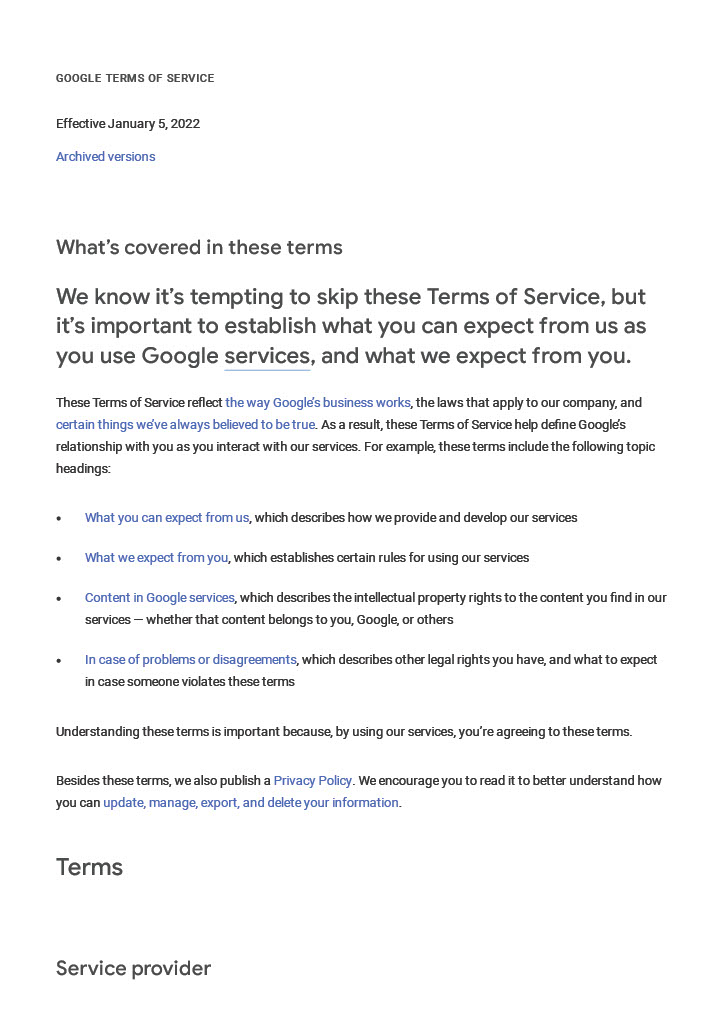 GOOGLE TERMS OF SERVICE
Effective January 5, 2022
Archived versions
What’s covered in these terms
We know it’s tempting to skip these Terms of Service, but
it’s important to establish what you can expect from us as
you use Google services, and what we expect from you.
These Terms of Service reflect the way Google’s business works, the laws that apply to our company, and
certain things we’ve always believed to be true. As a result, these Terms of Service help define Google’s
relationship with you as you interact with our services. For example, these terms include the following topic
headings:
• What you can expect from us, which describes how we provide and develop our services
• What we expect from you, which establishes certain rules for using our services
• Content in Google services, which describes the intellectual property rights to the content you find in our
services — whether that content belongs to you, Google, or others
• In case of problems or disagreements, which describes other legal rights you have, and what to expect
in case someone violates these terms
Understanding these terms is important because, by using our services, you’re agreeing to these terms.
Besides these terms, we also publish a Privacy Policy. We encourage you to read it to better understand how
you can update, manage, export, and delete your information.
Terms
Service provider